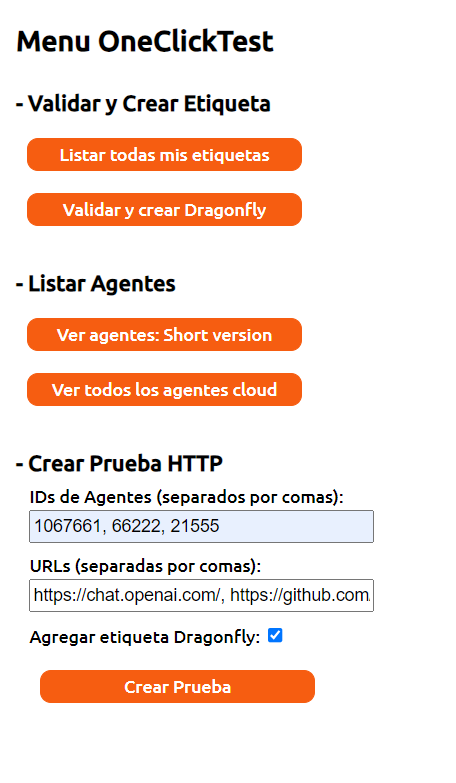 Menu OneClickTest
- Validar y Crear Etiqueta
Listar todas mis etiquetas
Validar y crear Dragonfly
- Listar Agentes
Ver agentes: Short version
Ver todos los agentes cloud
- Crear Prueba HTTP
IDs de Agentes (separados por comas):
1067661, 66222, 21555
URLs (separadas por comas):
https://chat.openai.com/, https://github.com.
Agregar etiqueta Dragonfly:
Crear Prueba